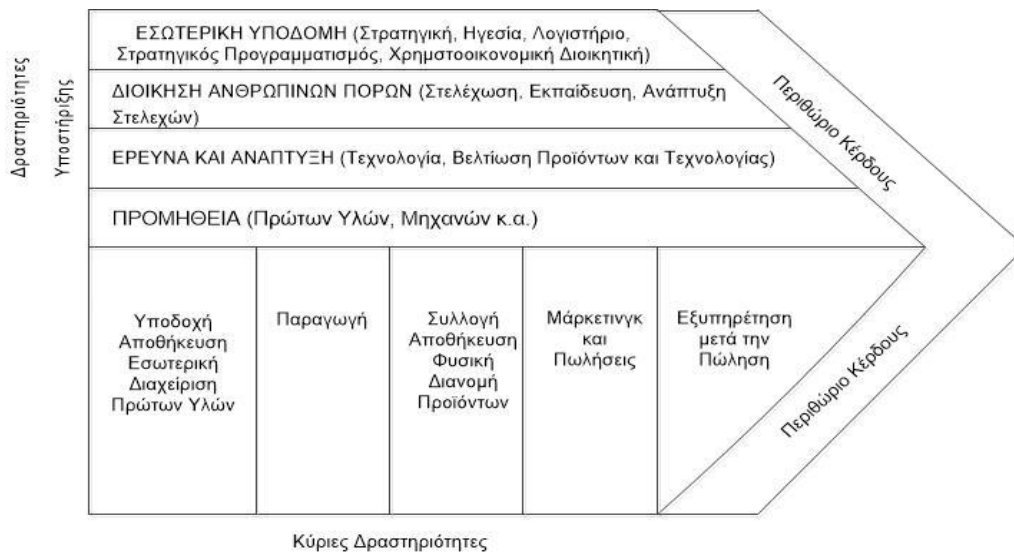 Δραστηριότητες
Υποστήριξης
ΕΣΩΤΕΡΙΚΗ ΥΠΟΔΟΜΗ (Στρατηγική, Ηγεσία, Λογιστήριο,
Στρατηγικός Προγραμματισμός, Χρημστοοικονομική Διοικητική)
ΔΙΟΙΚΗΣΗ ΑΝΘΡΩΠΙΝΩΝ ΠΟΡΩΝ (Στελέχωση, Εκπαίδευση, Ανάπτυξη
Στελεχών)
ΕΡΕΥΝΑ ΚΑΙ ΑΝΑΠΤΥΞΗ (Τεχνολογία, Βελτίωση Προϊόντων και Τεχνολογίας)
ΠΡΟΜΗΘΕΙΑ (Πρώτων Υλών, Μηχανών κ.α.)
Περιθώριο Κέρδους
Υποδοχή
Αποθήκευση
Εσωτερική
Διαχείριση
Πρώτων Υλών
Παραγωγή
Συλλογή
Αποθήκευση
Φυσική
Διανομή
Προϊόντων
Μάρκετινγκ
και
Πωλήσεις
Εξυπηρέτηση
μετά την
Πώληση
Περιθώριο Κέρδους
Κύριες Δραστηριότητες